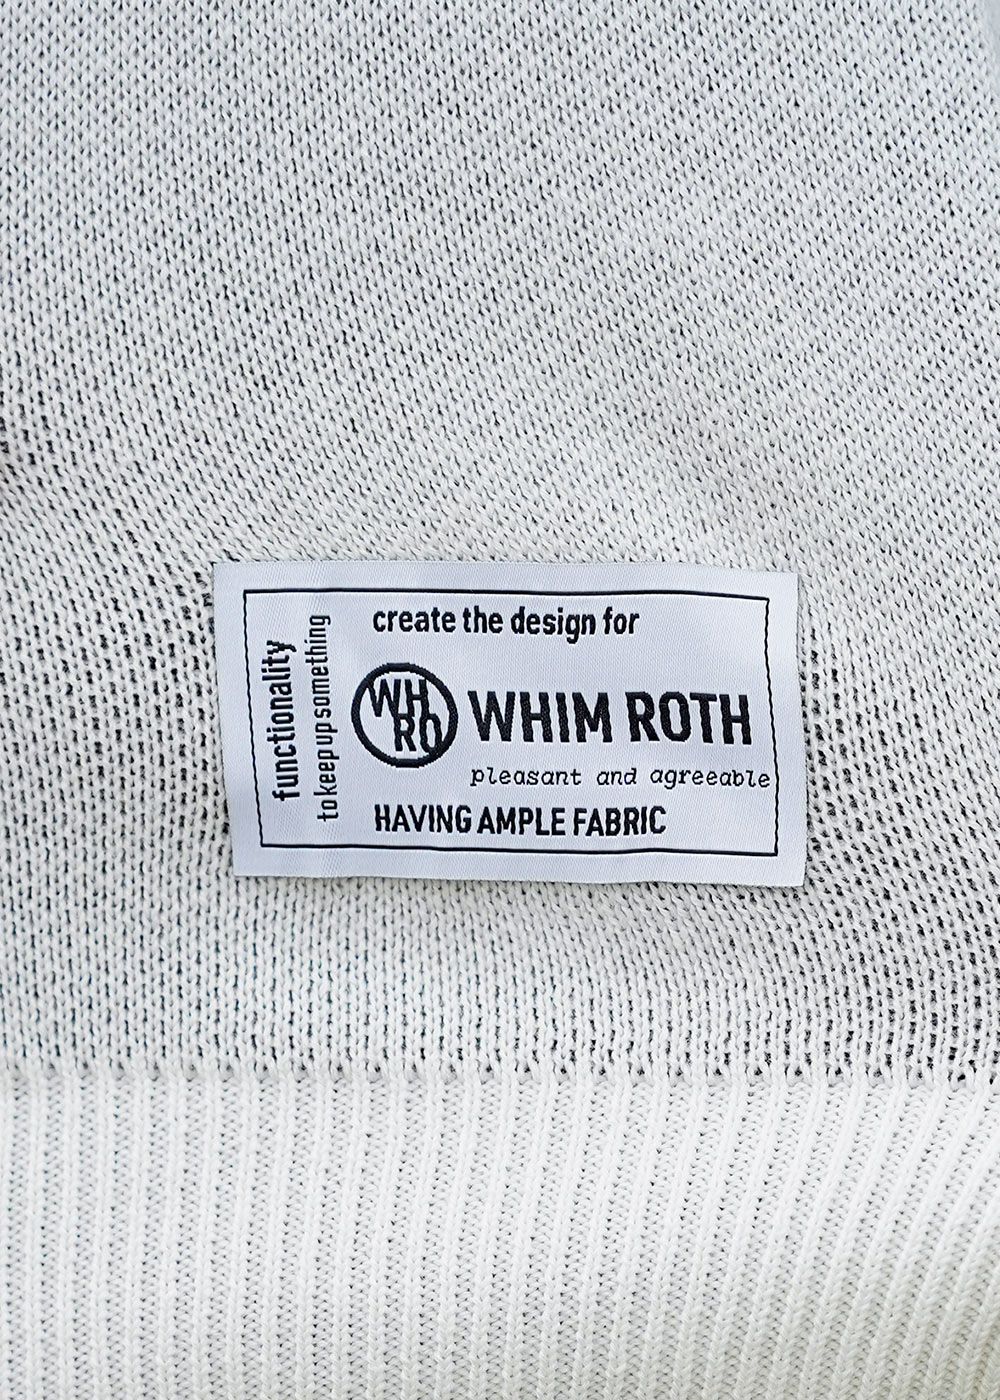 functionality
to keep up something
create the design for
WH
RO
WHIM ROTH
pleasant and agreeable
HAVING AMPLE FABRIC